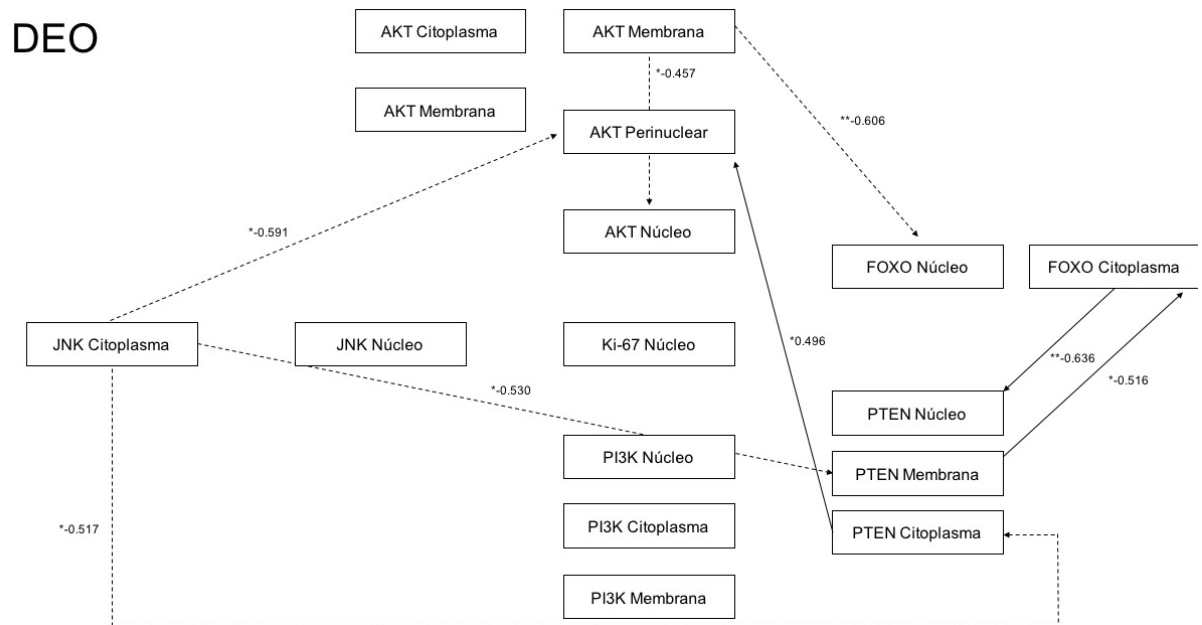 DEO
AKT Citoplasma
AKT Membrana
*-0.457
AKT Membrana
AKT Perinuclear
**-0.606
*-0.591
AKT Núcleo
FOXO Núcleo
FOXO Citoplasma
JNK Citoplasma
JNK Núcleo
Ki-67 Núcleo
*0.496
**-0.636
*-0.516
*-0.530
PTEN Núcleo
PI3K Núcleo
PTEN Membrana
*-0.517
PI3K Citoplasma
PTEN Citoplasma
PI3K Membrana